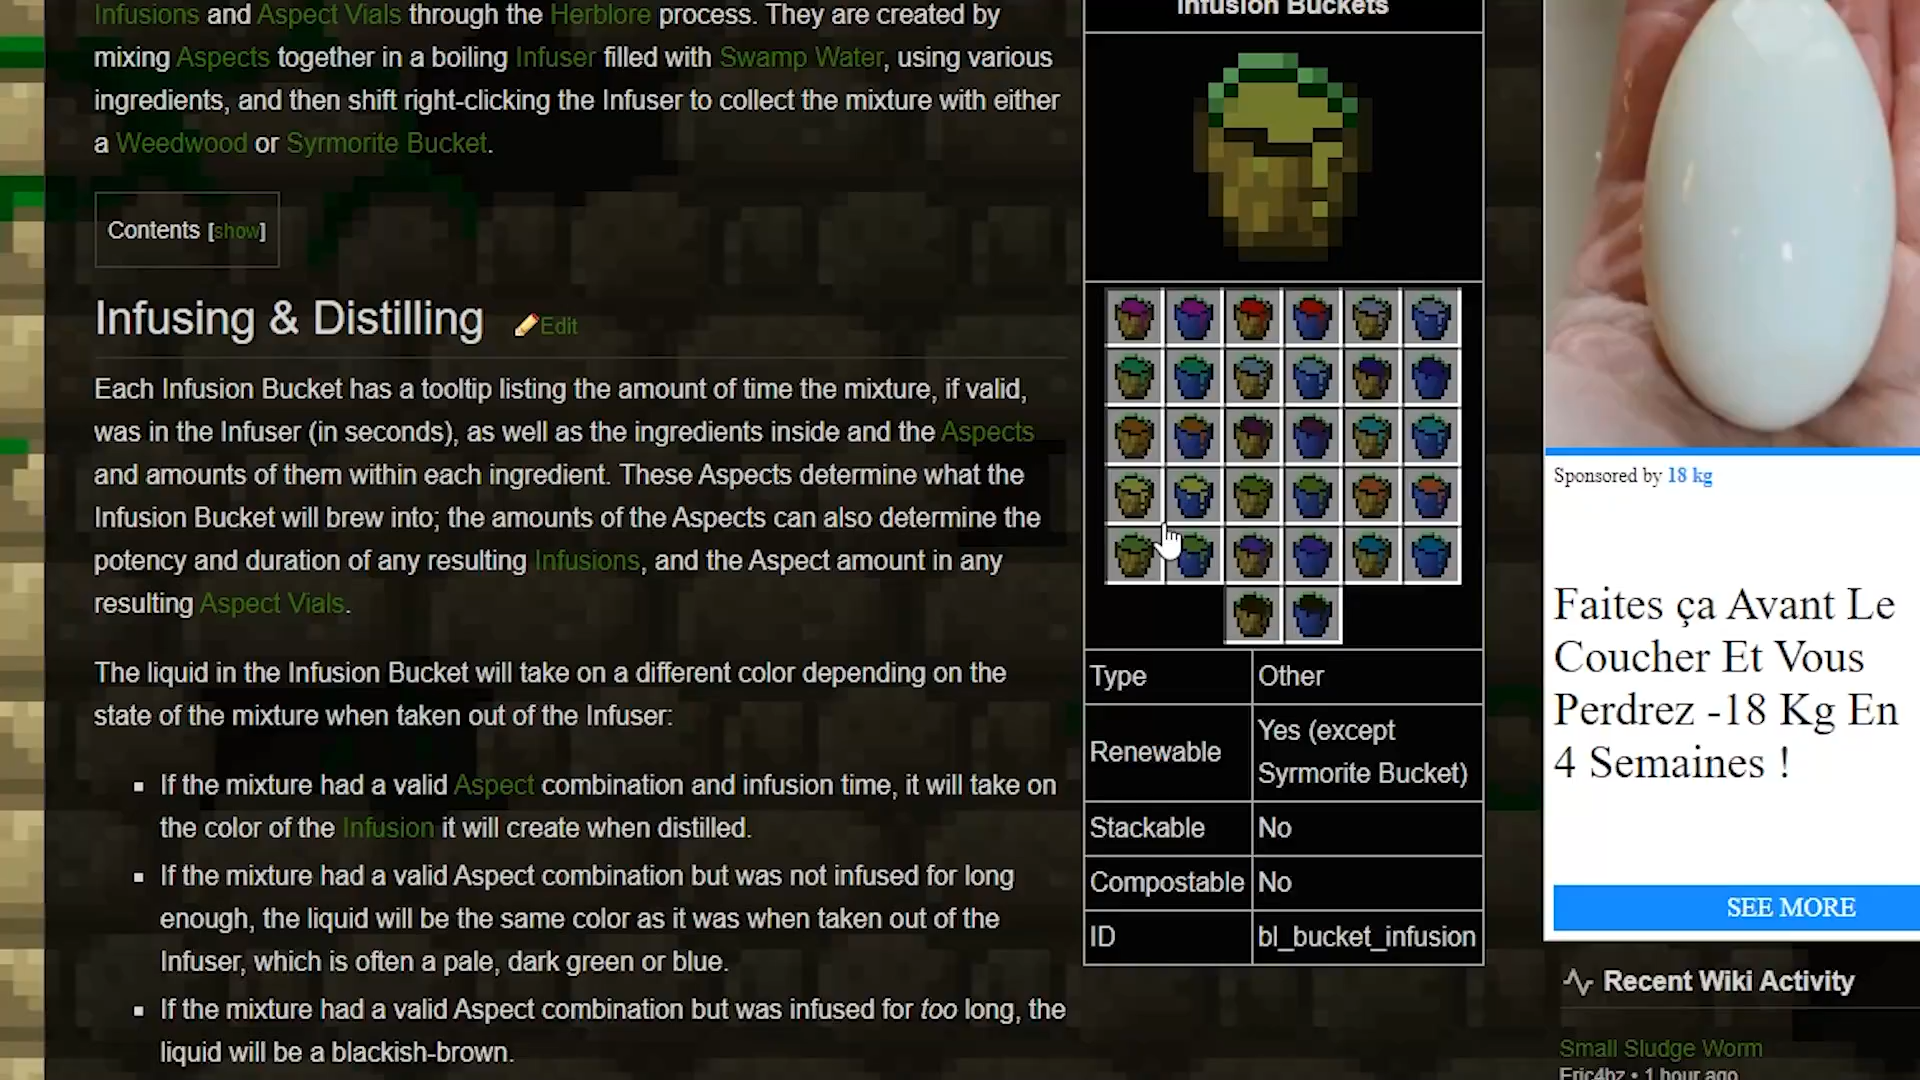 Infusions and Aspect Vials through the Herblore process. They are created by
mixing Aspects together in a boiling Infuser filled with Swamp Water, using various
ingredients, and then shift right-clicking the Infuser to collect the mixture with either
a Weedwood or Syrmorite Bucket.
Contents [show]
Infusing & Distilling Edit
Each Infusion Bucket has a tooltip listing the amount of time the mixture, if valid,
was in the Infuser (in seconds), as well as the ingredients inside and the Aspects
and amounts of them within each ingredient. These Aspects determine what the
Infusion Bucket will brew into; the amounts of the Aspects can also determine the
potency and duration of any resulting Infusions, and the Aspect amount in any
resulting Aspect Vials.
The liquid in the Infusion Bucket will take on a different color depending on the
state of the mixture when taken out of the Infuser:
If the mixture had a valid Aspect combination and infusion time, it will take on
the color of the Infusion it will create when distilled.
If the mixture had a valid Aspect combination but was not infused for long
enough, the liquid will be the same color as it was when taken out of the
Infuser, which is often a pale, dark green or blue.
If the mixture had a valid Aspect combination but was infused for too long, the
liquid will be a blackish-brown.
Infusion Buckets
Type Other
Renewable Yes (except
Syrmorite Bucket)
Stackable No
Compostable No
ID bl_bucket_infusion
Sponsored by 18 kg
Faites ça Avant Le
Coucher Et Vous
Perdrez -18 Kg En
4 Semaines !
SEE MORE
Recent Wiki Activity
Small Sludge Worm
Eric4bz • 1 hour ago